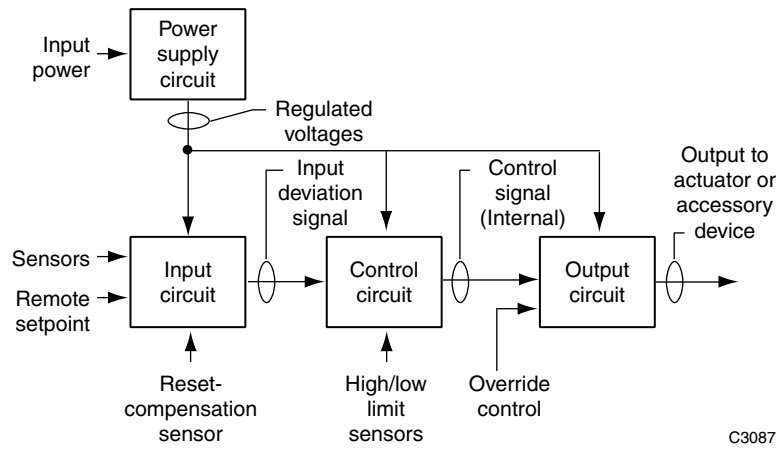 Input
power
Power
supply
circuit
Regulated
voltages
Input
deviation
signal
Control
signal
(Internal)
Output to
actuator or
accessory
device
Sensors
Remote
setpoint
Input
circuit
Control
circuit
Output
circuit
Reset-
compensation
sensor
High/low
limit
sensors
Override
control
C3087